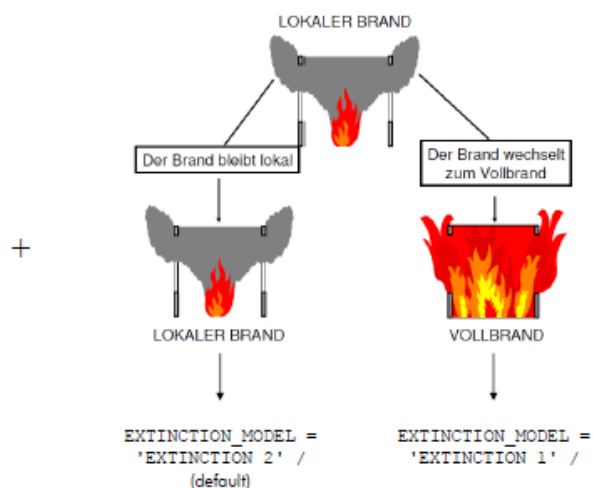 LOKALER BRAND
Der Brand bleibt lokal
Der Brand wechselt
zum Vollbrand
+
LOKALER BRAND
VOLLBRAND
EXTINCTION_MODEL =
'EXTINCTION 2' /
(default)
EXTINCTION_MODEL =
'EXTINCTION 1' /